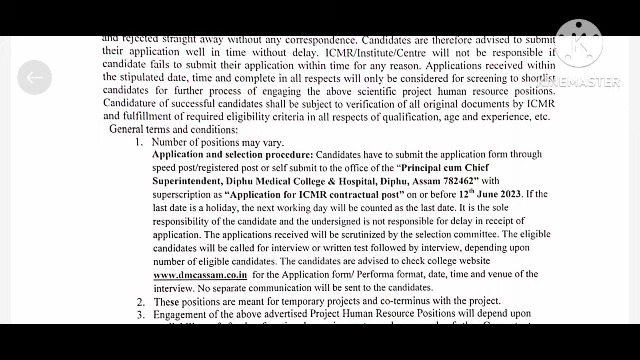 and rejected straight away without any correspondence. Candidates are therefore advised to submit
their application well in time without delay. ICMR/Institute/Centre will not be responsible if
candidate fails to submit their application within time for any reason. Applications received within
the stipulated date, time and complete in all respects will only be considered for screening to shortlist
candidates for further process of engaging the above scientific project human resource positions.
Candidature of successful candidates shall be subject to verification of all original documents by ICMR
and fulfillment of required eligibility criteria in all respects of qualification, age and experience, etc.
General terms and conditions:
1. Number of positions may vary.
Application and selection procedure: Candidates have to submit the application form through
speed post/registered post or self submit to the office of the “Principal cum Chief
Superintendent, Diphu Medical College & Hospital, Diphu, Assam 782462” with
superscription as “Application for ICMR contractual post” on or before 12th June 2023. If the
last date is a holiday, the next working day will be counted as the last date. It is the sole
responsibility of the candidate and the undersigned is not responsible for delay in receipt of
application. The applications received will be scrutinized by the selection committee. The eligible
candidates will be called for interview or written test followed by interview, depending upon
number of eligible candidates. The candidates are advised to check college website
www.dmcassam.co.in for the Application form/ Performa format, date, time and venue of the
interview. No separate communication will be sent to the candidates.
2. These positions are meant for temporary projects and co-terminus with the project.
3. Engagement of the above advertised Project Human Resource Positions will depend upon
KINEMASTER